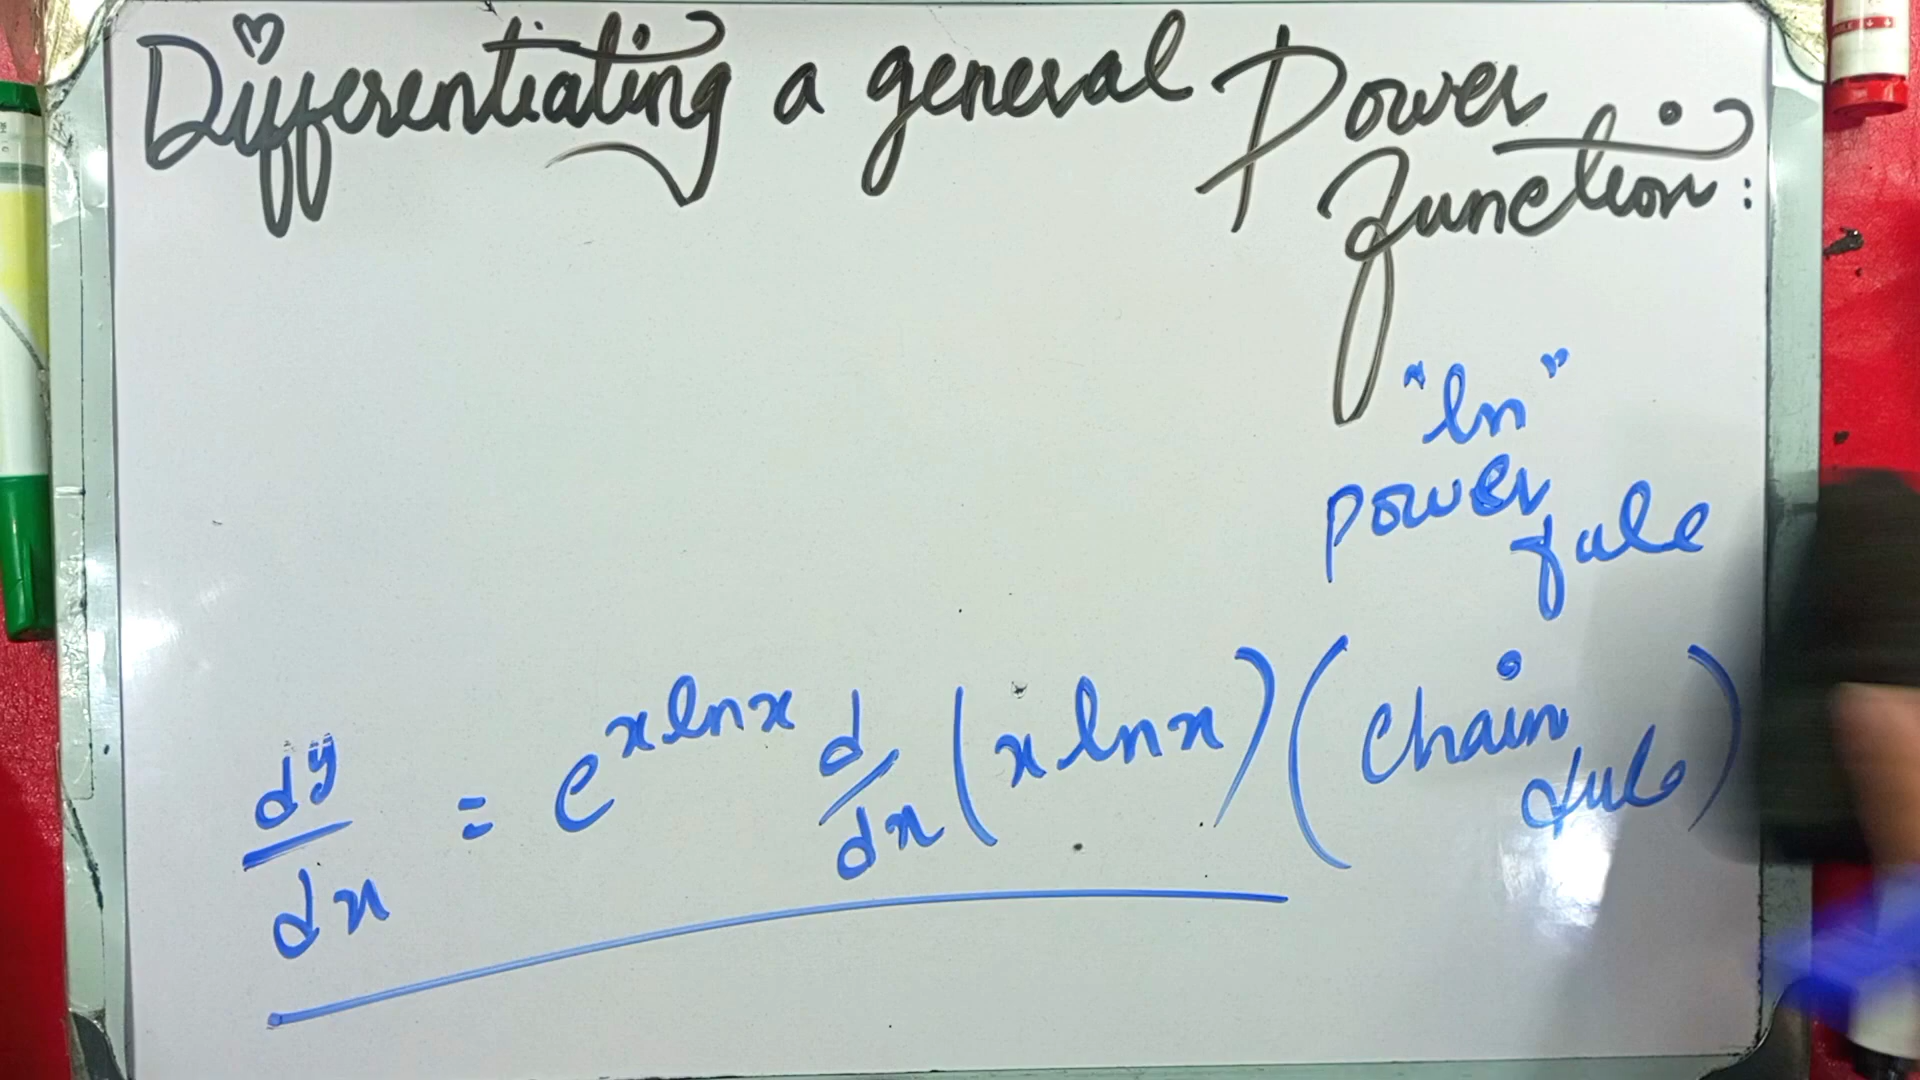 Differentiating a general Power
function:
"ln"
power
rule
dy/dx = e^{x ln x} d/dx (x ln x) (chain
rule)